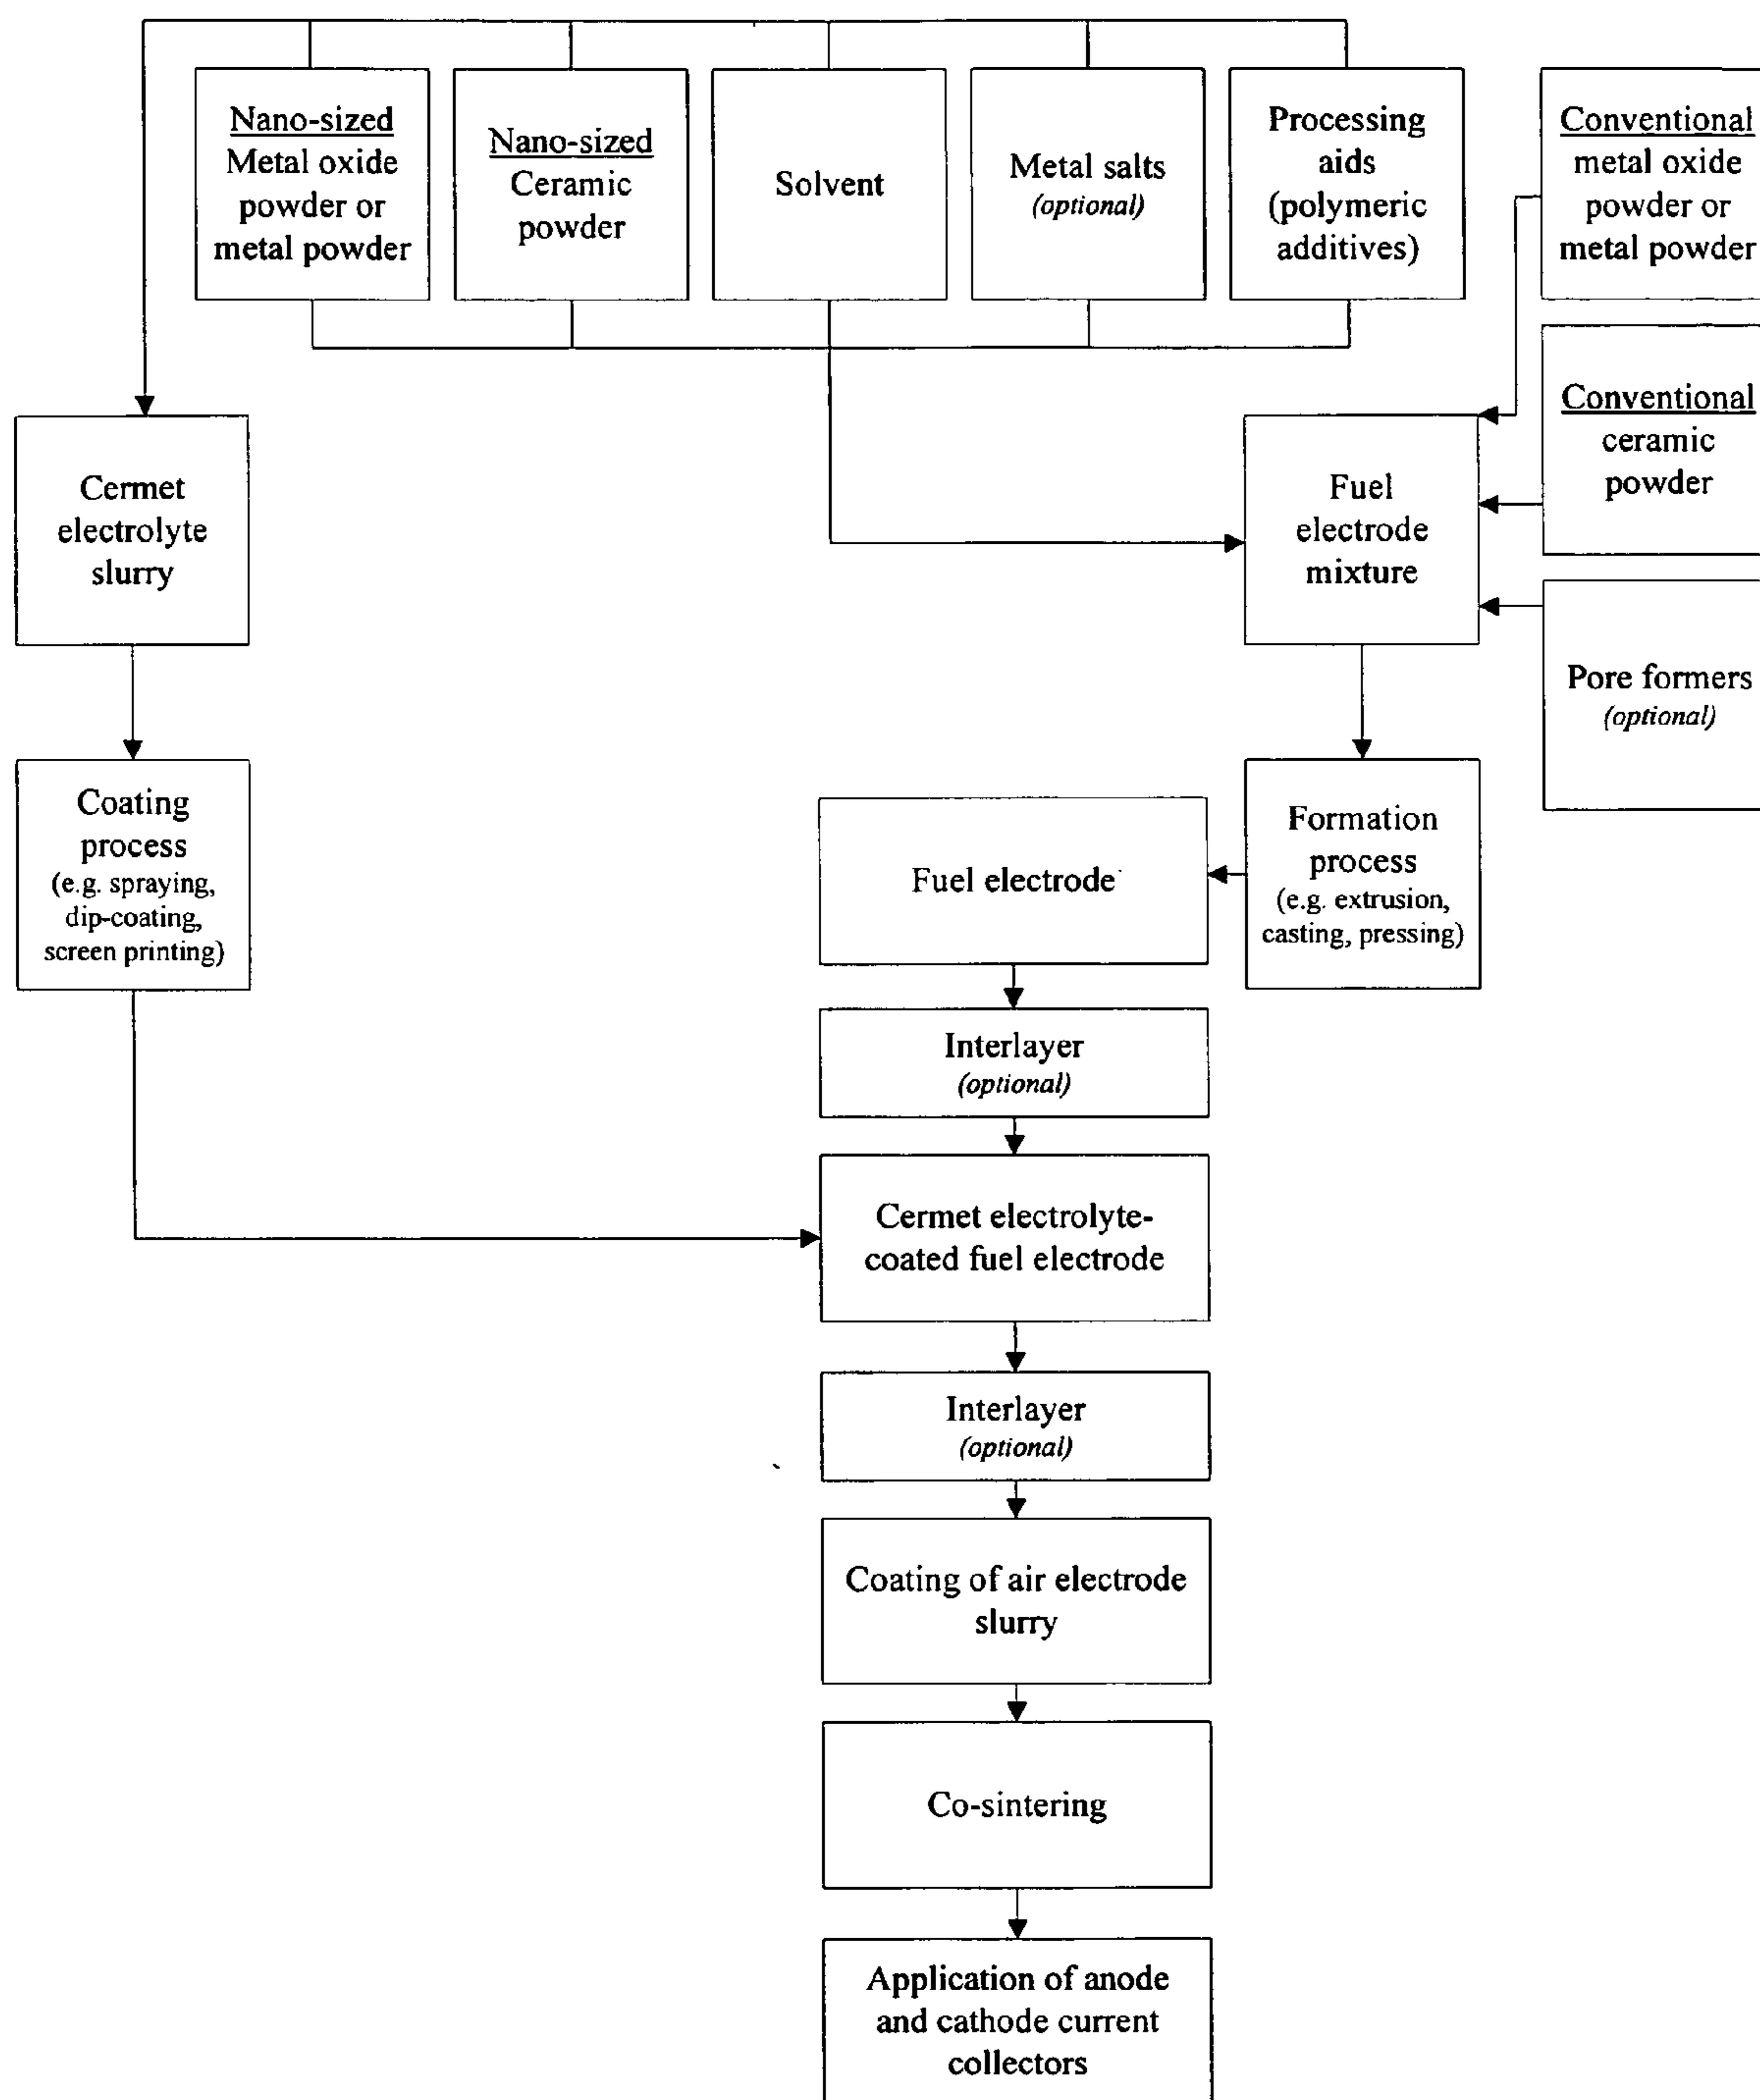 Nano-sized
Metal oxide
powder or
metal powder
Nano-sized
Ceramic
powder
Solvent
Metal salts
(optional)
Processing
aids
(polymeric
additives)
Conventional
metal oxide
powder or
metal powder
Conventional
ceramic
powder
Cermet
electrolyte
slurry
Fuel
electrode
mixture
Pore formers
(optional)
Coating
process
(e.g. spraying,
dip-coating,
screen printing)
Fuel electrode
Formation
process
(e.g. extrusion,
casting, pressing)
Interlayer
(optional)
Cermet electrolyte-
coated fuel electrode
Interlayer
(optional)
Coating of air electrode
slurry
Co-sintering
Application of anode
and cathode current
collectors